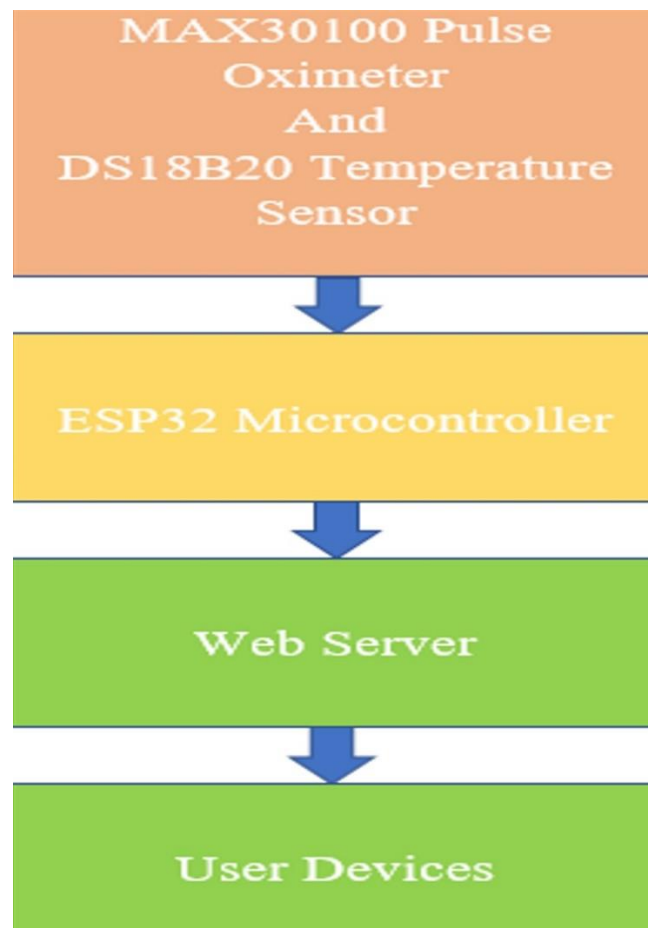 MAX30100 Pulse
Oximeter
And
DS18B20 Temperature
Sensor
ESP32 Microcontroller
Web Server
User Devices